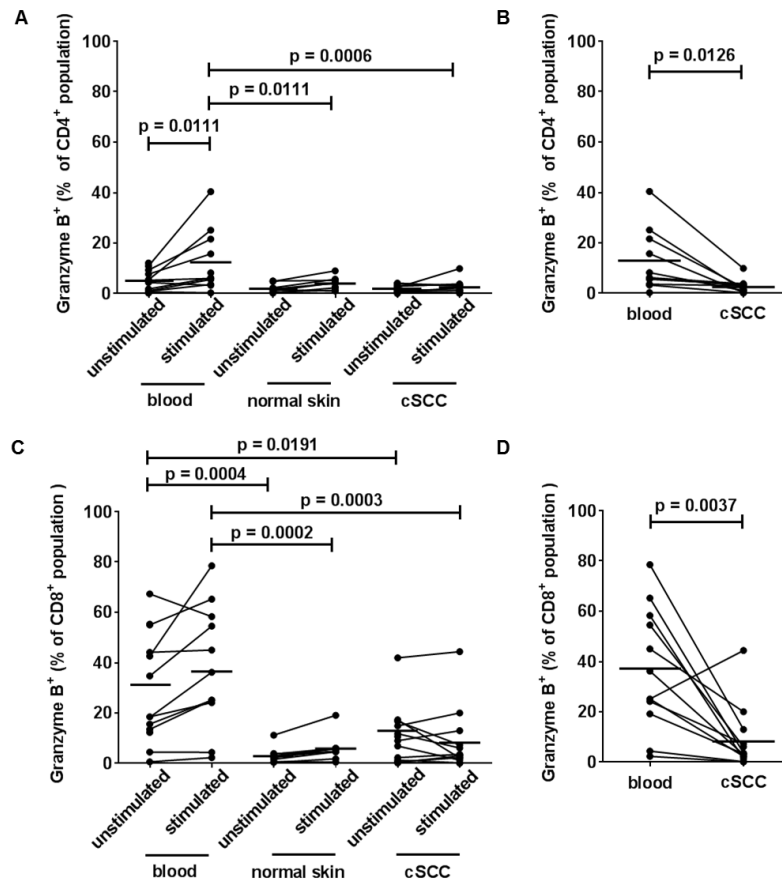 A
Granzyme B+ (% of CD4+ population)
100
80
60
40
20
0
p = 0.0006
p = 0.0111
p = 0.0111
unstimulated
stimulated
unstimulated
stimulated
unstimulated
stimulated
blood
normal skin
cSCC
B
Granzyme B+ (% of CD4+ population)
100
80
60
40
20
0
p = 0.0126
blood
cSCC
C
Granzyme B+ (% of CD8+ population )
100
80
60
40
20
0
p = 0.0191
p = 0.0004
p = 0.0003
p = 0.0002
unstimulated
stimulated
unstimulated
stimulated
unstimulated
stimulated
blood
normal skin
cSCC
D
Granzyme B+ (% of CD8+ population )
100
80
60
40
20
0
p = 0.0037
blood
cSCC